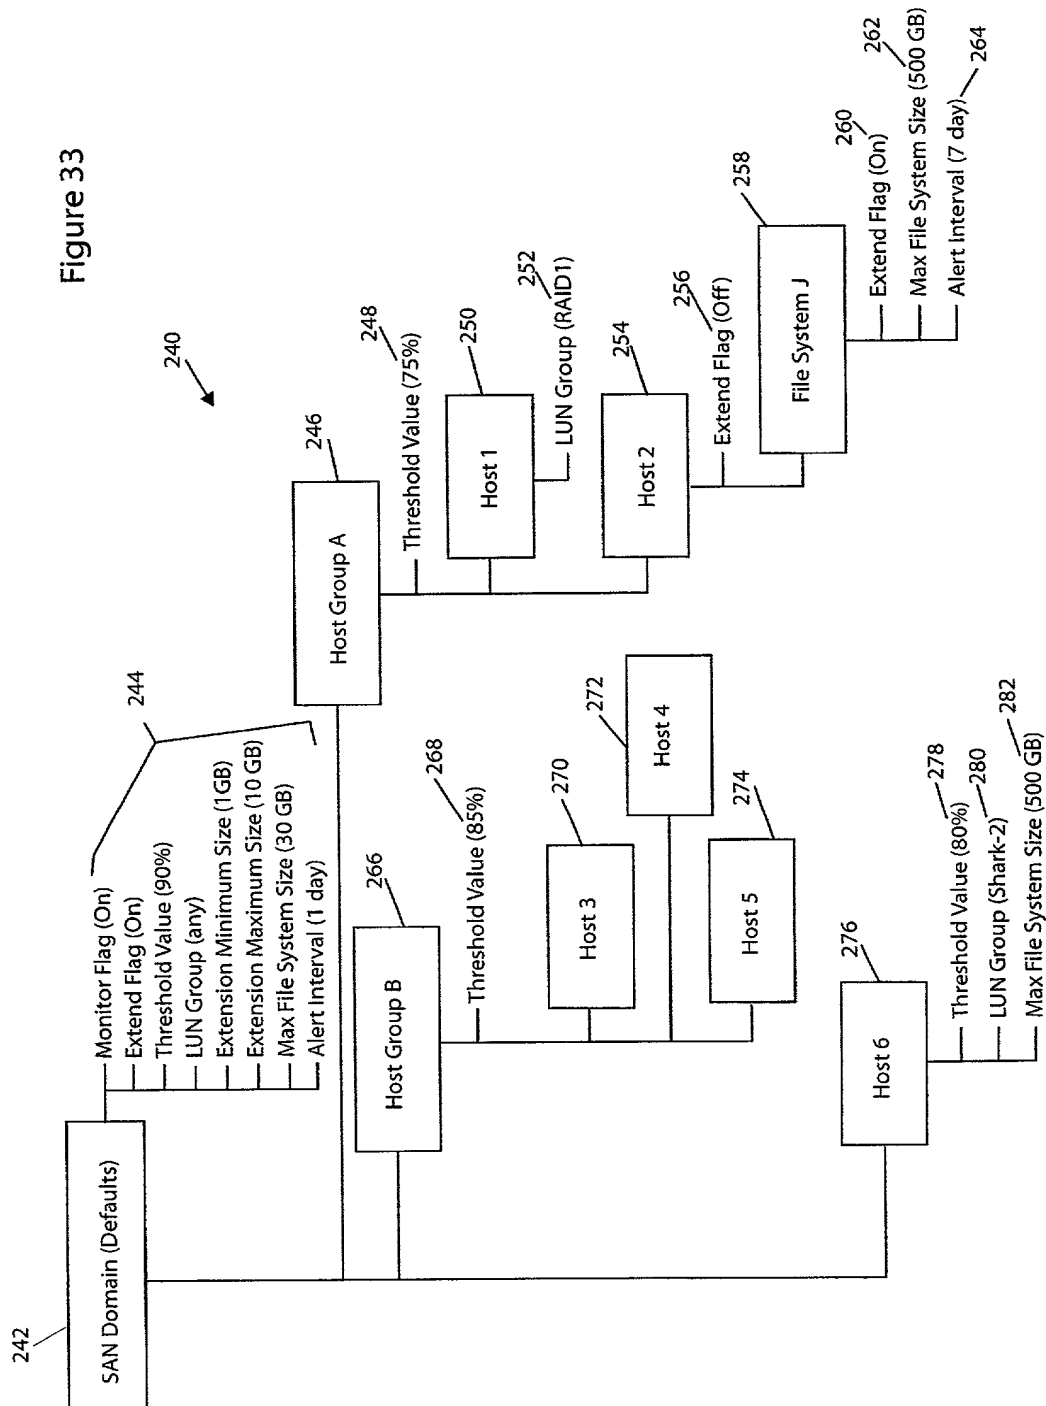 Figure 33
240
242
SAN Domain (Defaults)
244
Monitor Flag (On)
Extend Flag (On)
Threshold Value (90%)
LUN Group (any)
Extension Minimum Size (1GB)
Extension Maximum Size (10 GB)
Max File System Size (30 GB)
Alert Interval (1 day)
246
Host Group A
248
Threshold Value (75%)
250
Host 1
252
LUN Group (RAID1)
254
Host 2
256
Extend Flag (Off)
258
File System J
260
Extend Flag (On)
262
Max File System Size (500 GB)
264
Alert Interval (7 day)
266
Host Group B
268
Threshold Value (85%)
270
Host 3
272
Host 4
274
Host 5
276
Host 6
278
Threshold Value (80%)
280
LUN Group (Shark-2)
282
Max File System Size (500 GB)